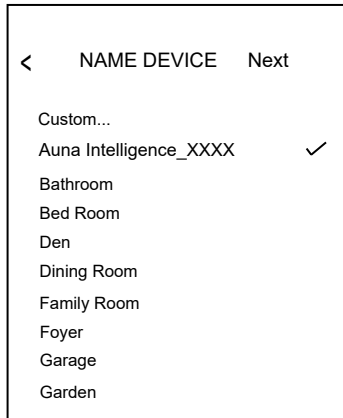 < NAME DEVICE Next
Custom...
Auna Intelligence_XXXX
Bathroom
Bed Room
Den
Dining Room
Family Room
Foyer
Garage
Garden